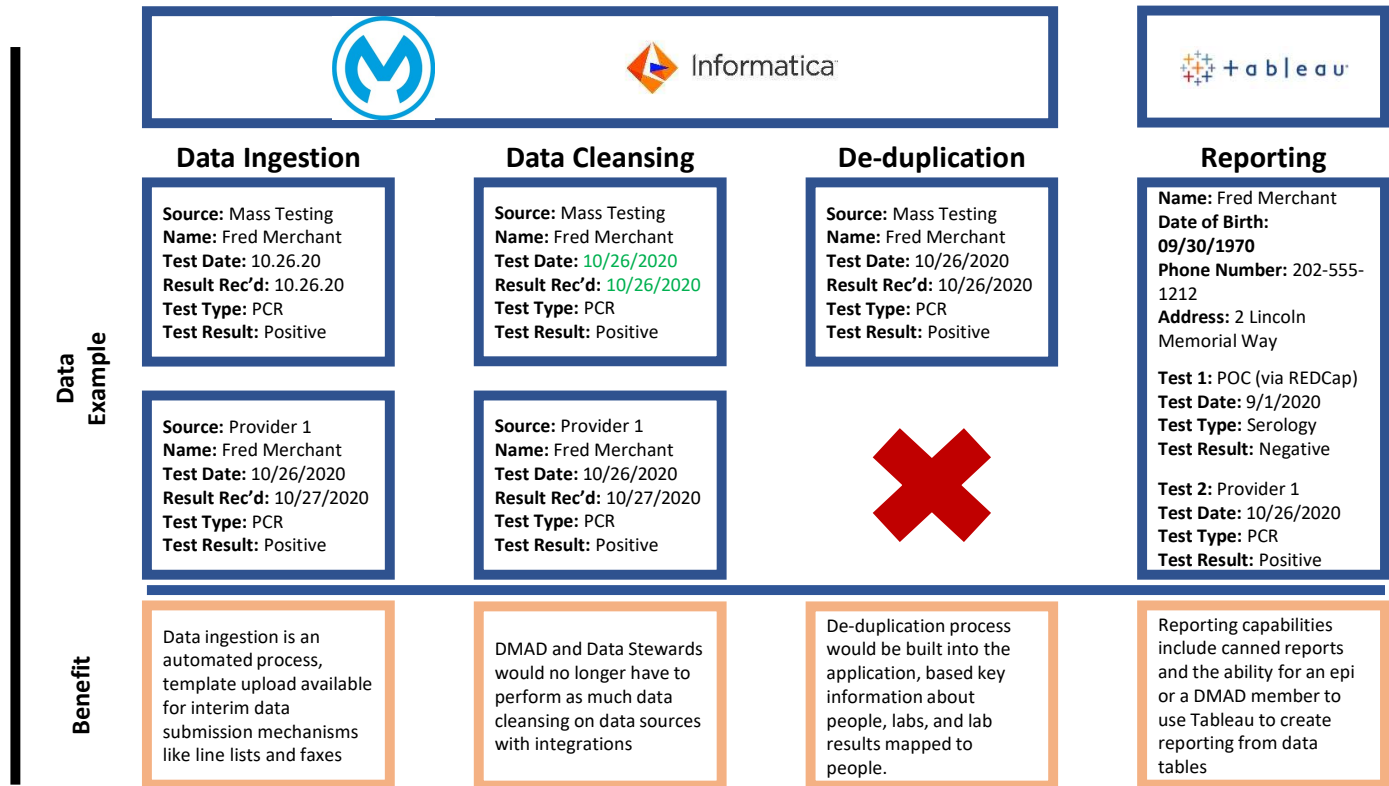 Informatica
+ableau
Data Ingestion
Data Cleansing
De-duplication
Reporting
Data
Example
Source: Mass Testing
Name: Fred Merchant
Test Date: 10.26.20
Result Rec’d: 10.26.20
Test Type: PCR
Test Result: Positive
Source: Mass Testing
Name: Fred Merchant
Test Date: 10/26/2020
Result Rec’d: 10/26/2020
Test Type: PCR
Test Result: Positive
Source: Mass Testing
Name: Fred Merchant
Test Date: 10/26/2020
Result Rec’d: 10/26/2020
Test Type: PCR
Test Result: Positive
Name: Fred Merchant
Date of Birth:
09/30/1970
Phone Number: 202-555-
1212
Address: 2 Lincoln
Memorial Way
Test 1: POC (via REDCap)
Test Date: 9/1/2020
Test Type: Serology
Test Result: Negative
Test 2: Provider 1
Test Date: 10/26/2020
Test Type: PCR
Test Result: Positive
Source: Provider 1
Name: Fred Merchant
Test Date: 10/26/2020
Result Rec’d: 10/27/2020
Test Type: PCR
Test Result: Positive
Source: Provider 1
Name: Fred Merchant
Test Date: 10/26/2020
Result Rec’d: 10/27/2020
Test Type: PCR
Test Result: Positive
Benefit
Data ingestion is an
automated process,
template upload available
for interim data
submission mechanisms
like line lists and faxes
DMAD and Data Stewards
would no longer have to
perform as much data
cleansing on data sources
with integrations
De-duplication process
would be built into the
application, based key
information about
people, labs, and lab
results mapped to
people.
Reporting capabilities
include canned reports
and the ability for an epi
or a DMAD member to
use Tableau to create
reporting from data
tables